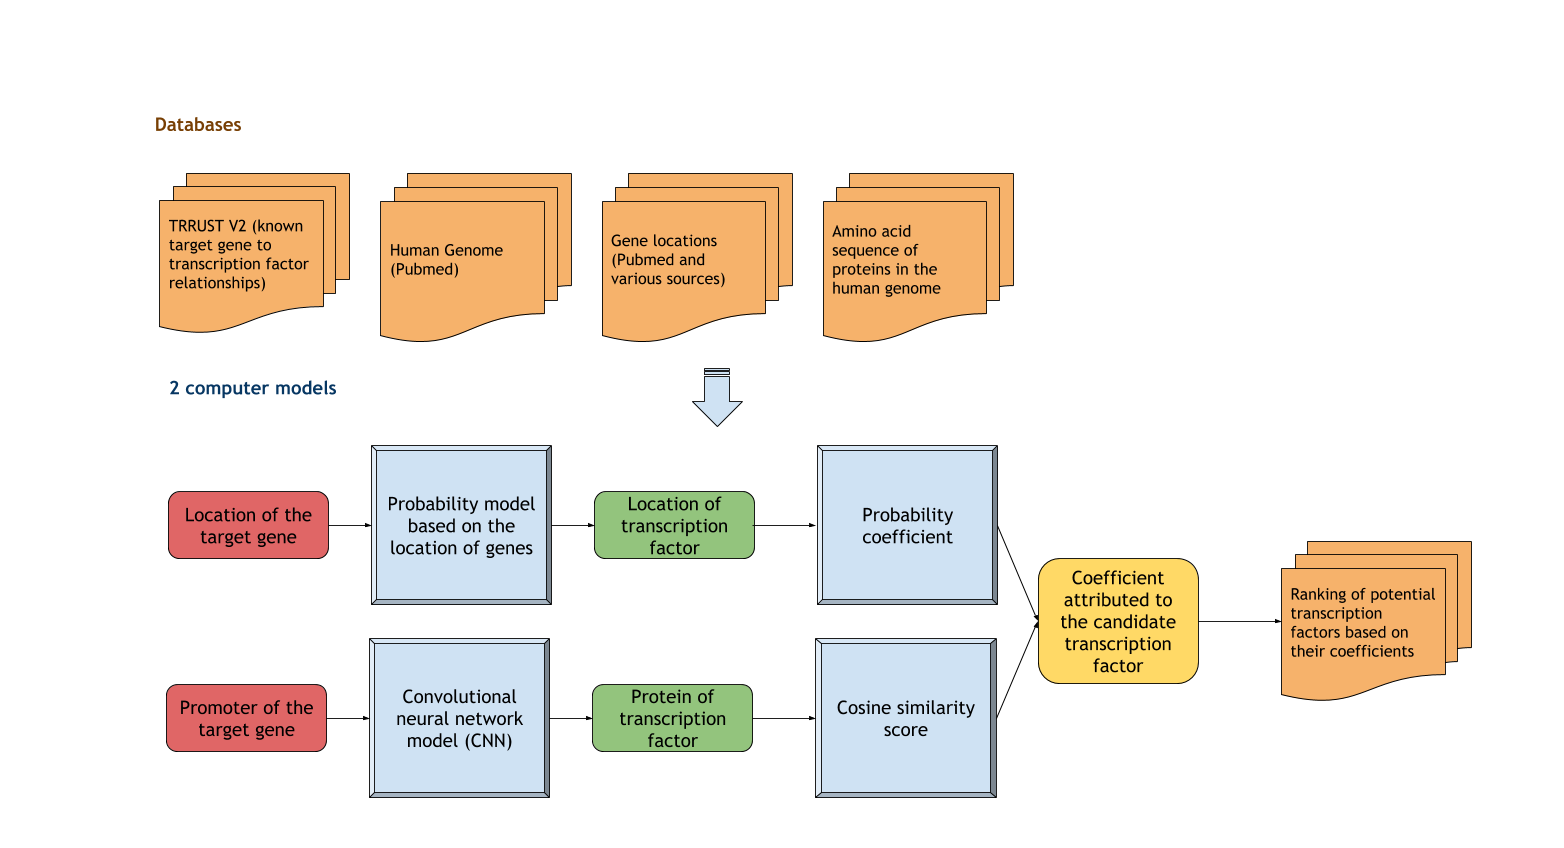 Databases
TRRUST V2 (known
target gene to
transcription factor
relationships)
Human Genome
(Pubmed)
Gene locations
(Pubmed and
various sources)
Amino acid
sequence of
proteins in the
human genome
2 computer models
Location of the
target gene
Probability model
based on the
location of genes
Location of
transcription
factor
Probability
coefficient
Promoter of the
target gene
Convolutional
neural network
model (CNN)
Protein of
transcription
factor
Cosine similarity
score
Coefficient
attributed to
the candidate
transcription
factor
Ranking of potential
transcription
factors based on
their coefficients